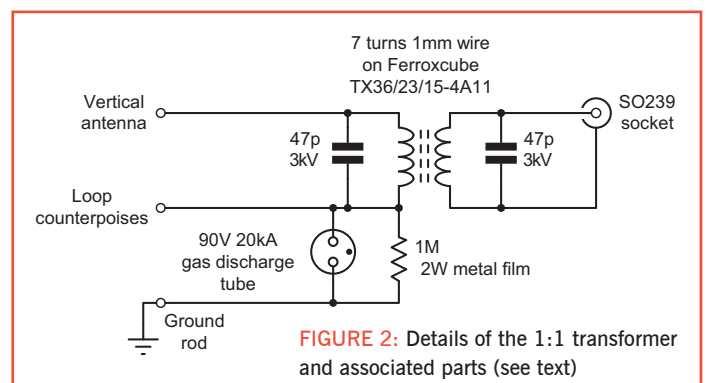 7 turns 1mm wire
on Ferroxcube
TX36/23/15-4A11
Vertical
antenna
47p
3kV
47p
3kV
SO239
socket
Loop
counterpoises
90V 20kA
gas discharge
tube
1M
2W metal film
Ground
rod
FIGURE 2: Details of the 1:1 transformer
and associated parts (see text)